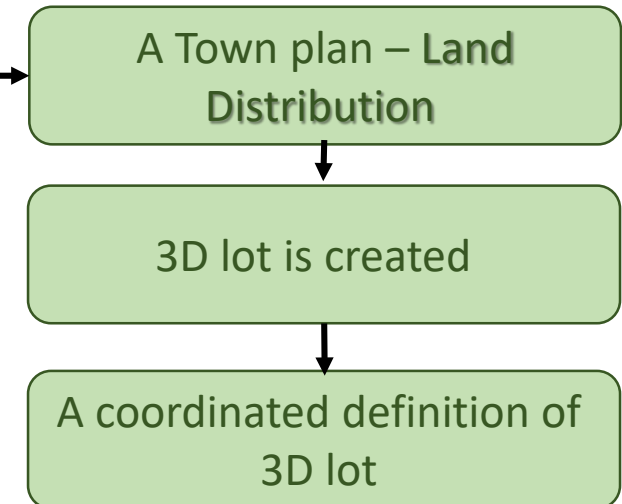 A Town plan – Land
Distribution
3D lot is created
A coordinated definition of
3D lot